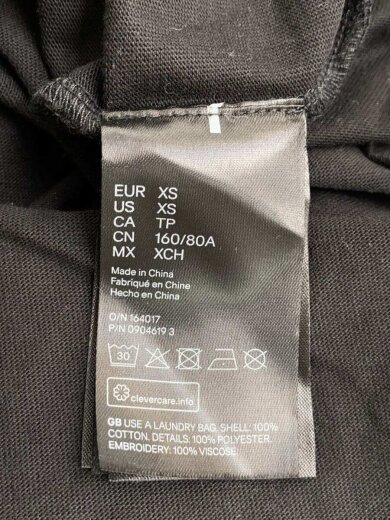 EUR XS
US XS
CA TP
CN 160/80A
MX XCH
Made in China
Fabriqué en Chine
Hecho en China
O/N 164017
P/N 0904619 3
30
clevercare.info
GB USE A LAUNDRY BAG. SHELL: 100%
COTTON. DETAILS: 100% POLYESTER.
EMBROIDERY: 100% VISCOSE.